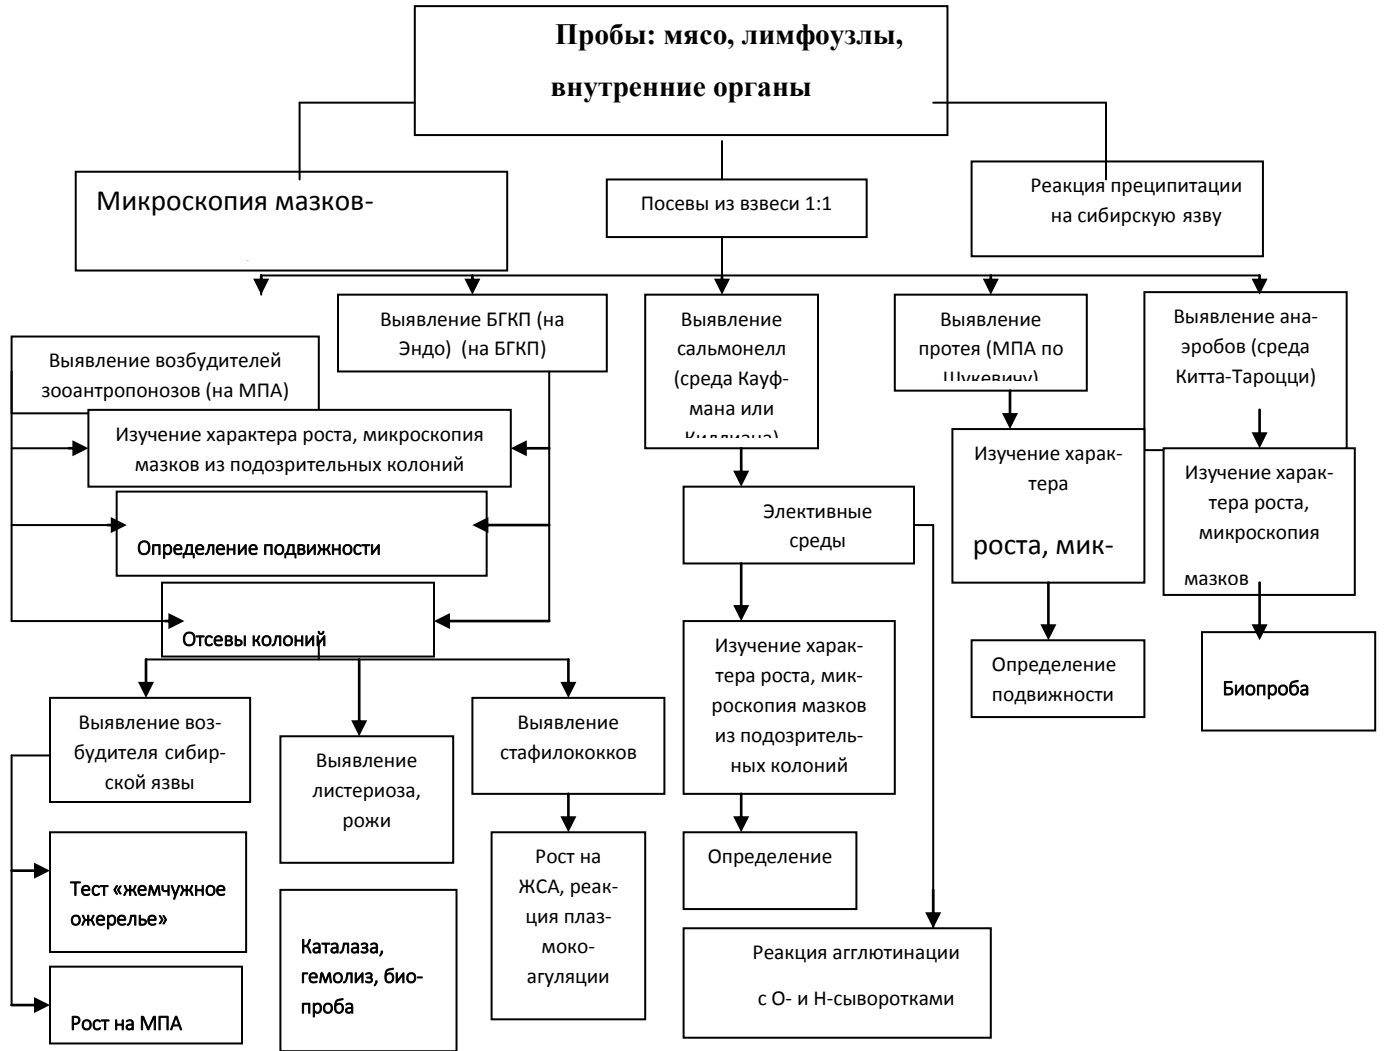 Пробы: мясо, лимфоузлы,
внутренние органы
Микроскопия мазков-
Посевы из взвеси 1:1
Реакция преципитации
на сибирскую язву
Выявление возбудителей
зооантропонозов (на МПА)
Выявление БГКП (на
Эндо) (на БГКП)
Выявление
сальмонелл
(среда Кауф-
мана или
Киллиана)
Выявление
протея (МПА по
Шукевичу)
Выявление ана-
эробов (среда
Китта-Тароцци)
Изучение характера роста, микроскопия
мазков из подозрительных колоний
Определение подвижности
Отсевы колоний
Элективные
среды
Изучение харак-
тера
роста, мик-
Изучение харак-
тера роста,
микроскопия
мазков
Изучение харак-
тера роста, мик-
роскопия мазков
из подозритель-
ных колоний
Определение
подвижности
Биопроба
Выявление воз-
будителя сибир-
ской язвы
Выявление
листериоза,
рожи
Выявление
стафилококков
Тест «жемчужное
ожерелье»
Рост на МПА
Каталаза,
гемолиз, био-
проба
Рост на
ЖСА, реак-
ция плаз-
моко-
агуляции
Определение
Реакция агглютинации
с О- и Н-сыворотками